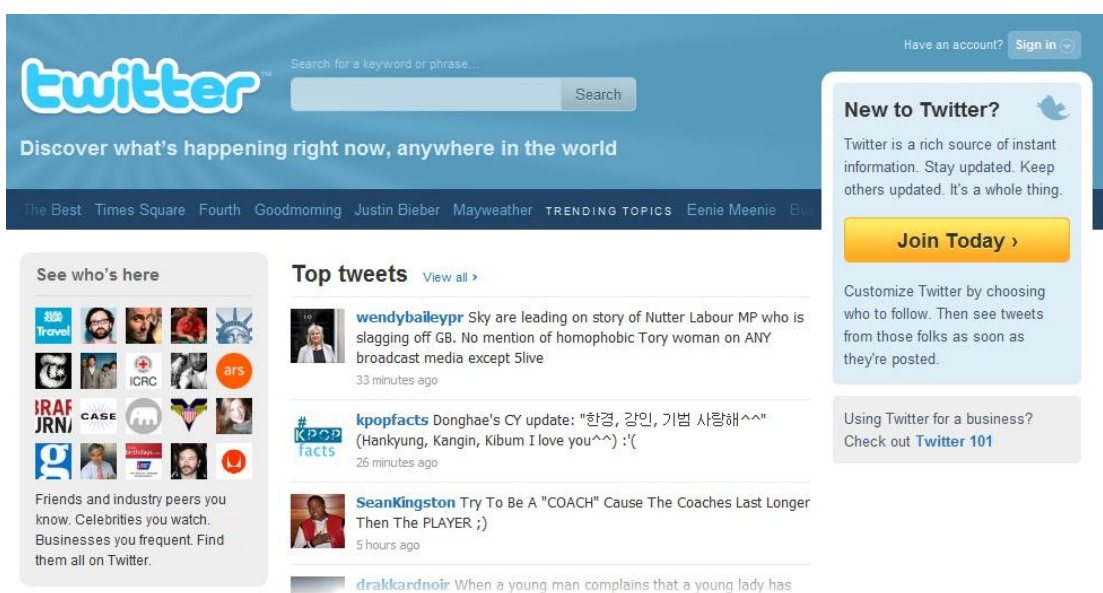 Have an account? Sign in
twitter™
Search for a keyword or phrase...
Search
Discover what's happening right now, anywhere in the world
The Best Times Square Fourth Goodmorning Justin Bieber Mayweather TRENDING TOPICS Eenie Meenie
New to Twitter?
Twitter is a rich source of instant
information. Stay updated. Keep
others updated. It's a whole thing.
Join Today ›
Customize Twitter by choosing
who to follow. Then see tweets
from those folks as soon as
they're posted.
Using Twitter for a business?
Check out Twitter 101
See who's here
Travel
ICRC
ars
CASE
g
Friends and industry peers you
know. Celebrities you watch.
Businesses you frequent. Find
them all on Twitter.
Top tweets View all ›
wendybaileypr Sky are leading on story of Nutter Labour MP who is
slagging off GB. No mention of homophobic Tory woman on ANY
broadcast media except 5live
33 minutes ago
# KPOP facts
kpopfacts Donghae's CY update: "한경, 강인, 기범 사랑해^^"
(Hankyung, Kangin, Kibum I love you^^) :'(
26 minutes ago
SeanKingston Try To Be A "COACH" Cause The Coaches Last Longer
Then The PLAYER ;)
5 hours ago
drakkardnoir When a young man complains that a young lady has